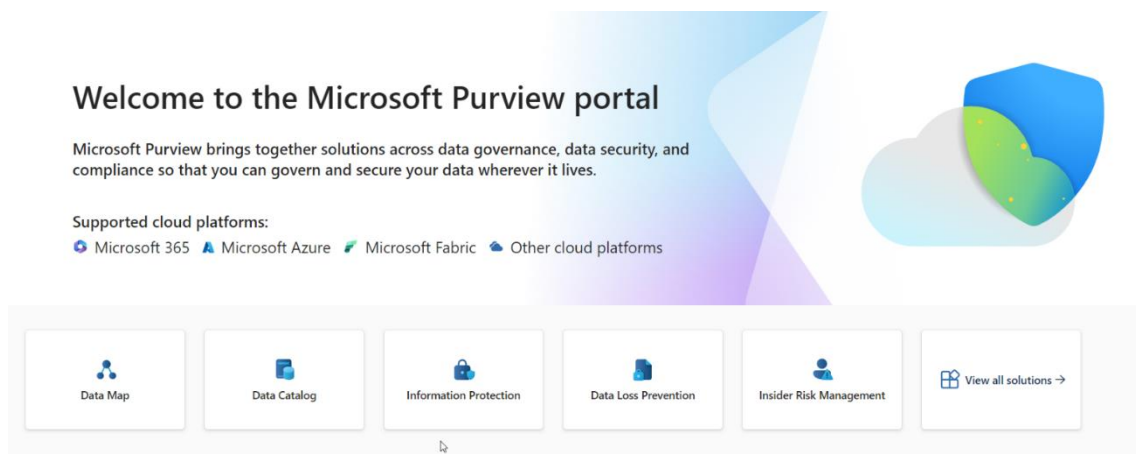 Welcome to the Microsoft Purview portal
Microsoft Purview brings together solutions across data governance, data security, and
compliance so that you can govern and secure your data wherever it lives.
Supported cloud platforms:
Microsoft 365 Microsoft Azure Microsoft Fabric Other cloud platforms
Data Map
Data Catalog
Information Protection
Data Loss Prevention
Insider Risk Management
View all solutions →